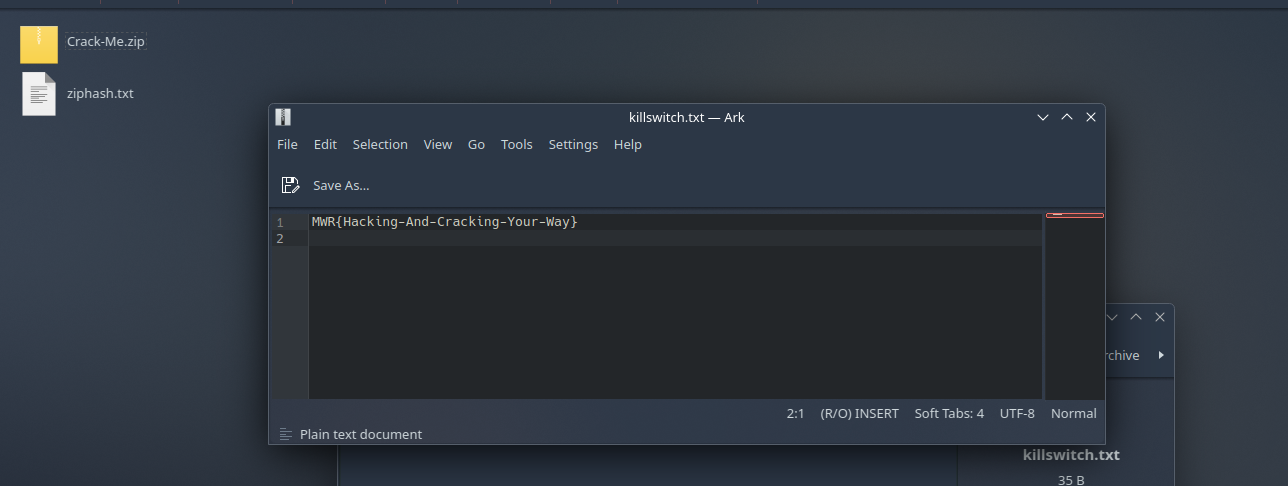 Crack-Me.zip
ziphash.txt
killswitch.txt — Ark
File Edit Selection View Go Tools Settings Help
Save As...
1 MWR{Hacking-And-Cracking-Your-Way}
2
rchive
2:1 (R/O) INSERT Soft Tabs: 4 UTF-8 Normal
Plain text document
killswitch.txt
35 B